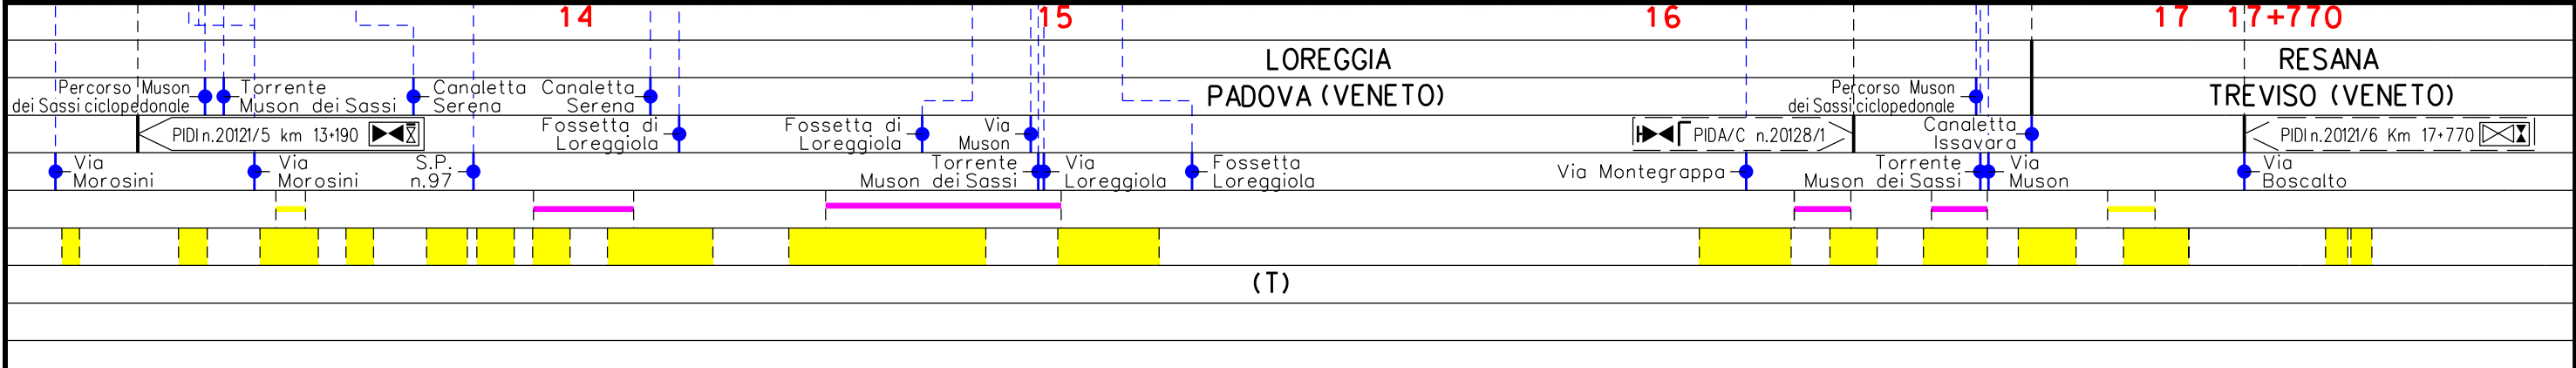 14 15 16 17 17+770
LOREGGIA RESANA
Percorso Muson
dei Sassi ciclopedonale
Torrente
Muson dei Sassi
Canaletta
Serena
Canaletta
Serena
PADOVA (VENETO)
Percorso Muson
dei Sassi ciclopedonale
TREVISO (VENETO)
PIDI n.20121/5 km 13+190
Fossetta di
Loreggiola
Fossetta di
Loreggiola
Via
Muson
PIDA/C n.20128/1
Canaletta
Issavara
PIDI n.20121/6 Km 17+770
Via
Morosini
Via
Morosini
S.P.
n.97
Torrente
Muson dei Sassi
Via
Loreggiola
Fossetta
Loreggiola
Via Montegrappa
Torrente
Muson dei Sassi
Via
Muson
Via
Boscalto
(T)